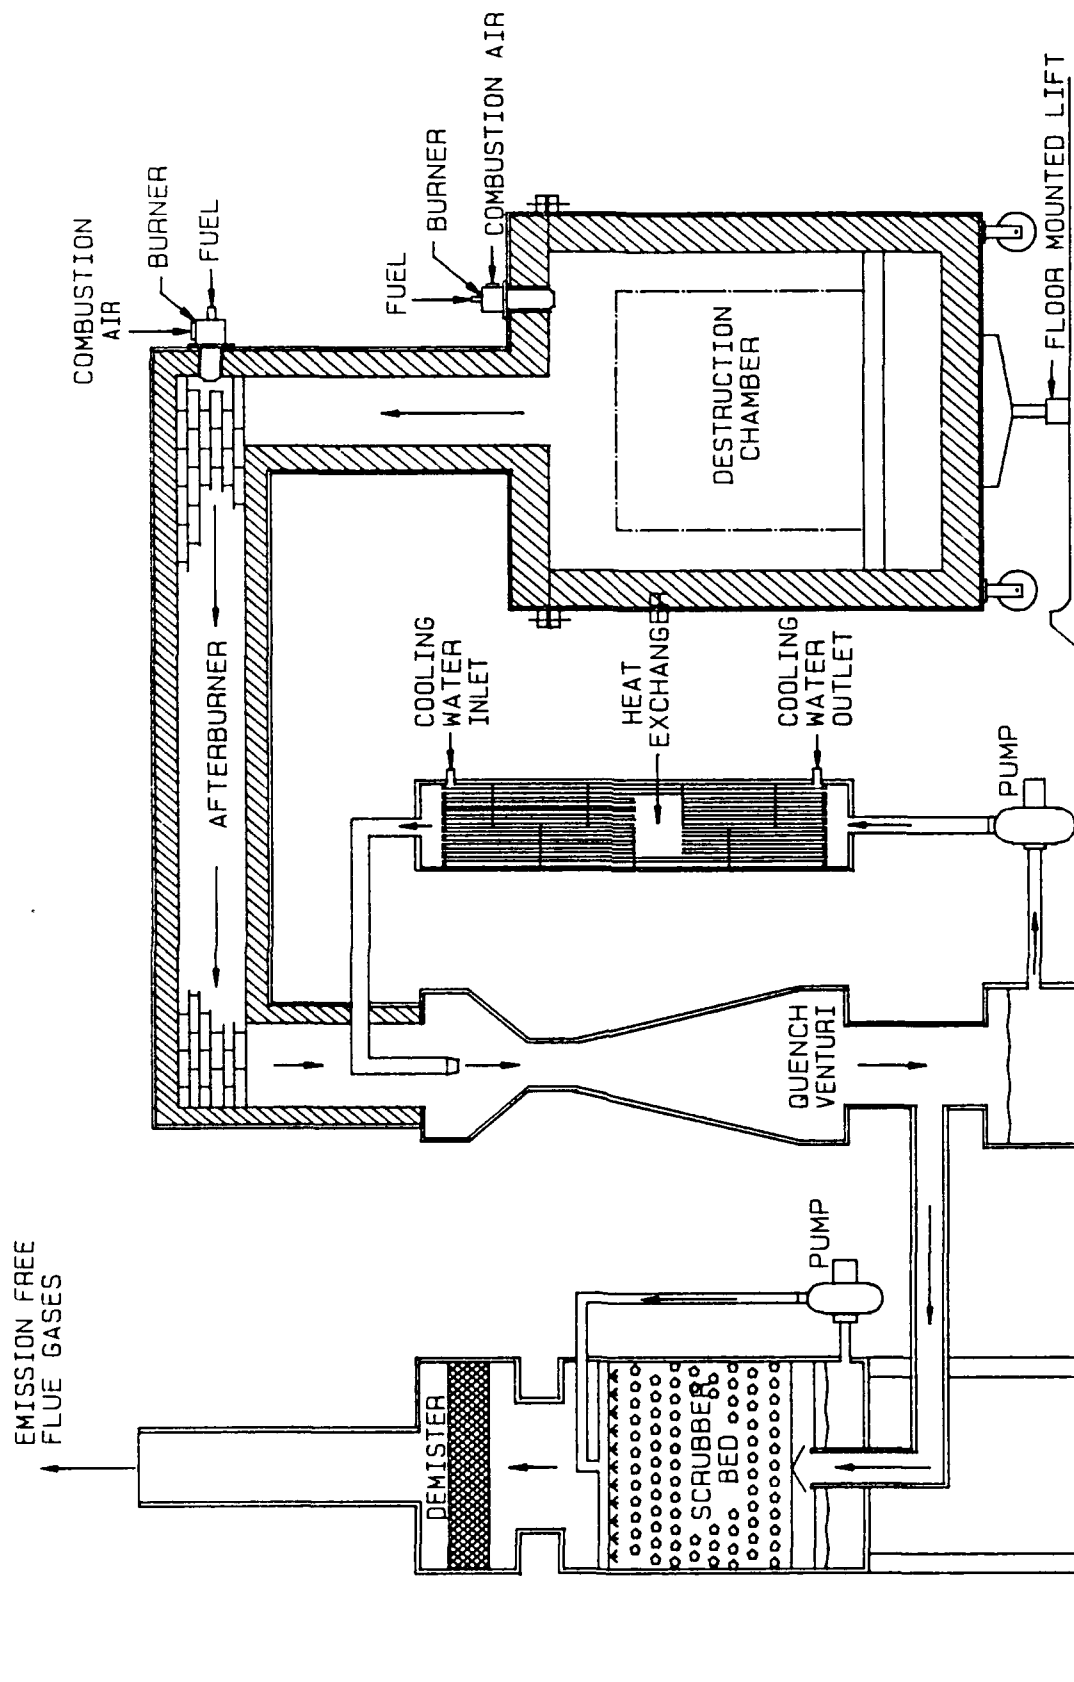 EMISSION FREE
FLUE GASES
DEMISTER
SCRUBBER
BED
PUMP
QUENCH
VENTURI
AFTERBURNER
COMBUSTION
AIR
BURNER
FUEL
COOLING
WATER
INLET
HEAT
EXCHANGER
COOLING
WATER
OUTLET
PUMP
FUEL
BURNER
COMBUSTION AIR
DESTRUCTION
CHAMBER
FLOOR MOUNTED LIFT